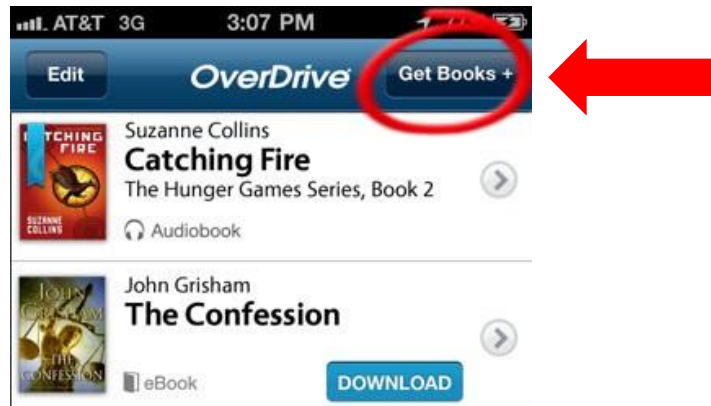 AT&T 3G 3:07 PM
Edit OverDrive Get Books +
CATCHING
FIRE
SUZANNE
COLLINS
Suzanne Collins
Catching Fire
The Hunger Games Series, Book 2
Audiobook
JOHN
GRISHAM
THE
CONFESSION
John Grisham
The Confession
eBook DOWNLOAD